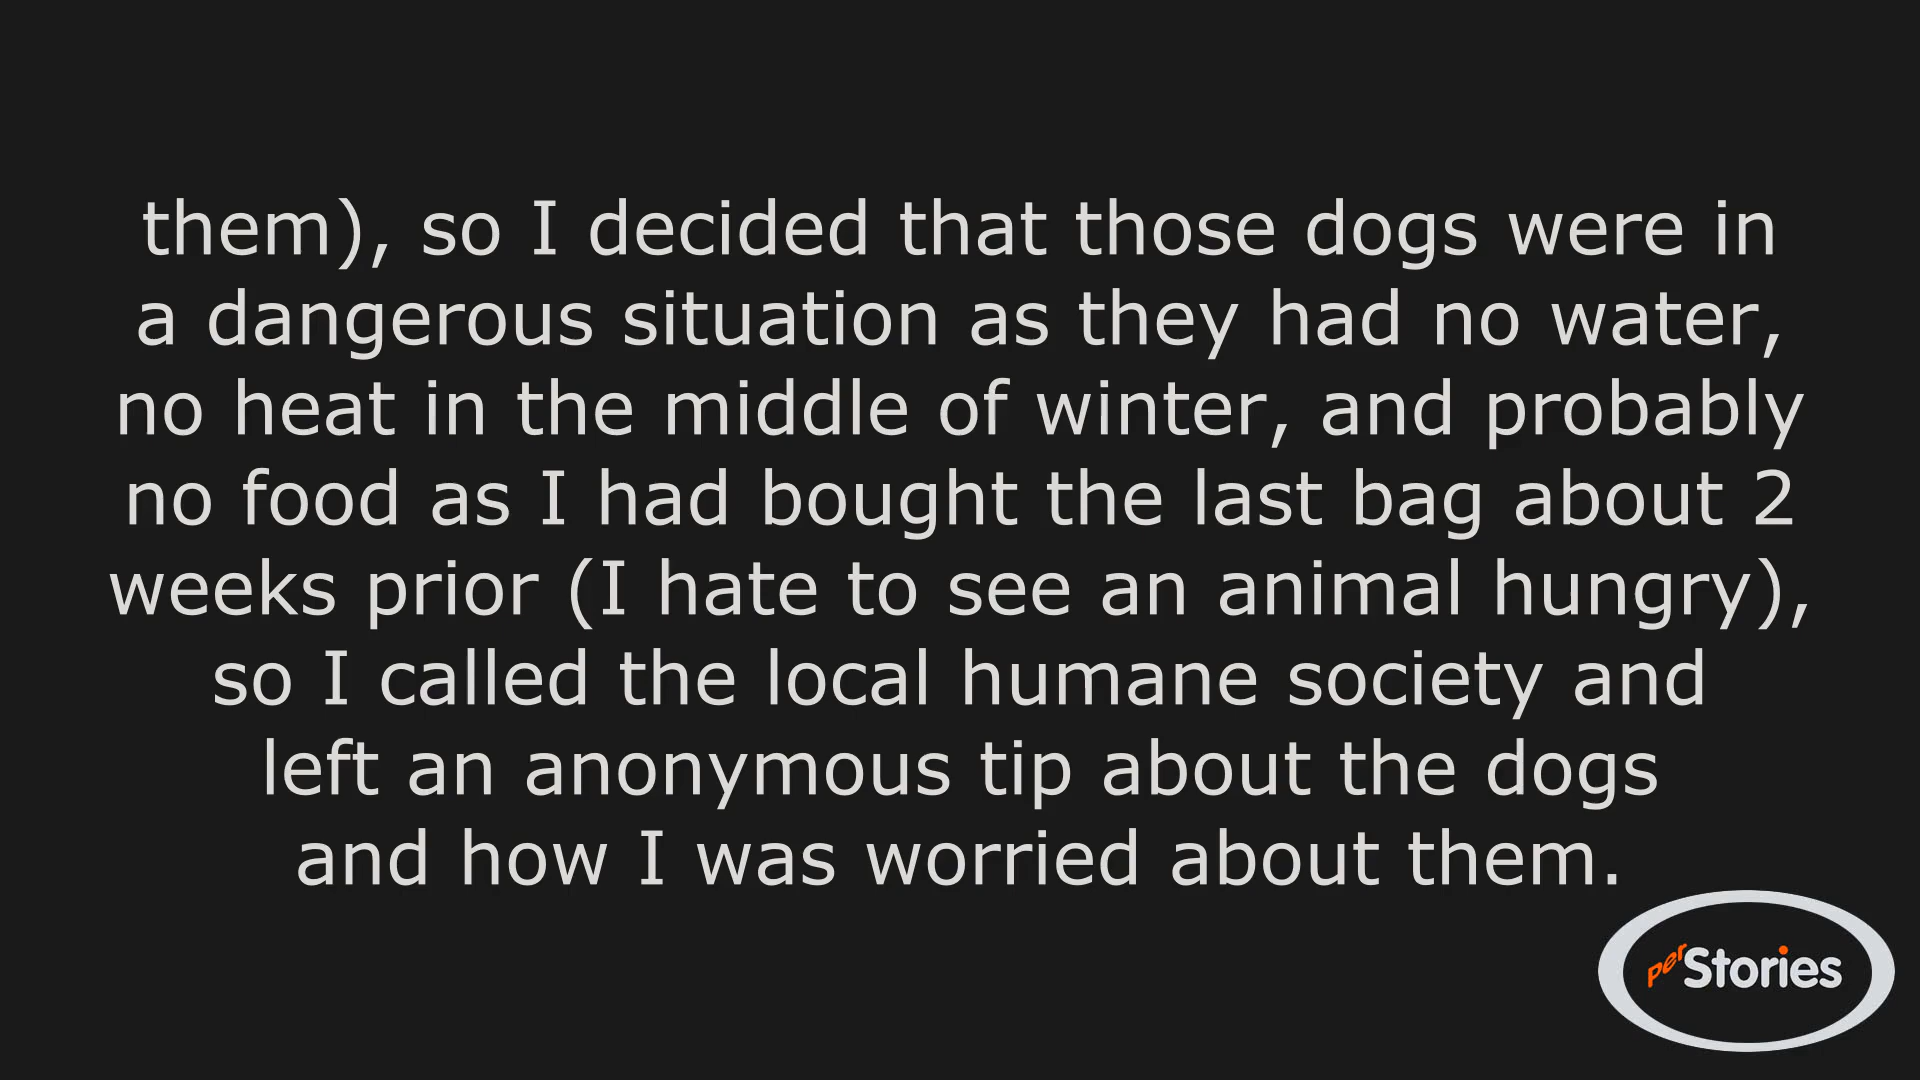 them), so I decided that those dogs were in
a dangerous situation as they had no water,
no heat in the middle of winter, and probably
no food as I had bought the last bag about 2
weeks prior (I hate to see an animal hungry),
so I called the local humane society and
left an anonymous tip about the dogs
and how I was worried about them.
perStories